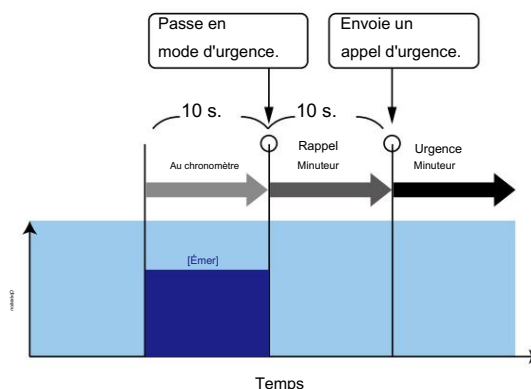 Passe en
mode d'urgence.
Envoie un
appel d'urgence.
10 s.
10 s.
Au chronomètre
Rappel
Minuteur
Urgence
Minuteur
[Émer]
Temps